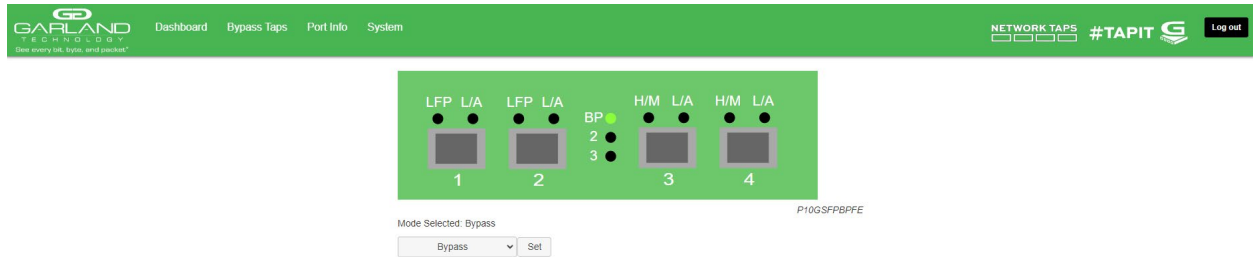 GARLAND
TECHNOLOGY
See every bit, byte, and packet®
Dashboard Bypass Taps Port Info System
NETWORK TAPS
#TAPIT
Log out
LFP L/A LFP L/A H/M L/A H/M L/A
BP
2
3
1 2 3 4
P10GSFPBPFE
Mode Selected: Bypass
Bypass Set